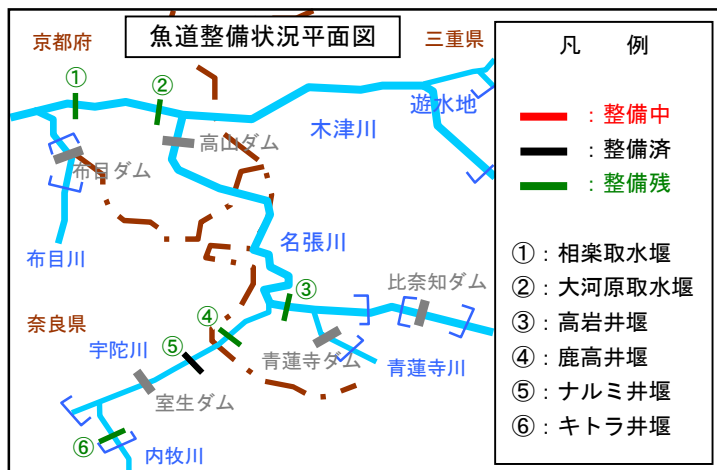 魚道整備状況平面図
京都府
三重県
①
②
遊水地
木津川
高山ダム
布目ダム
布目川
名張川
③
比奈知ダム
奈良県
④
宇陀川
⑤
青蓮寺ダム
青蓮寺川
室生ダム
⑥
内牧川
凡 例
：整備中
：整備済
：整備残
①：相楽取水堰
②：大河原取水堰
③：高岩井堰
④：鹿高井堰
⑤：ナルミ井堰
⑥：キトラ井堰